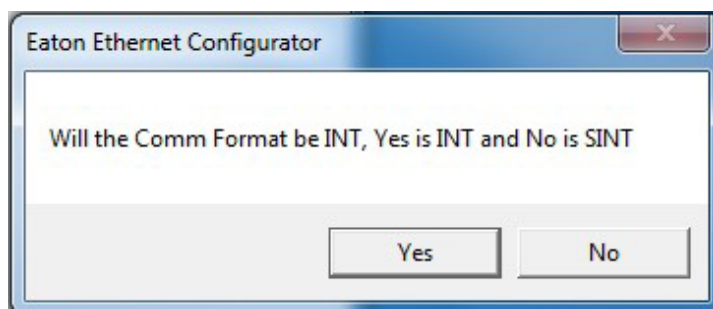 Eaton Ethernet Configurator
Will the Comm Format be INT, Yes is INT and No is SINT
Yes
No